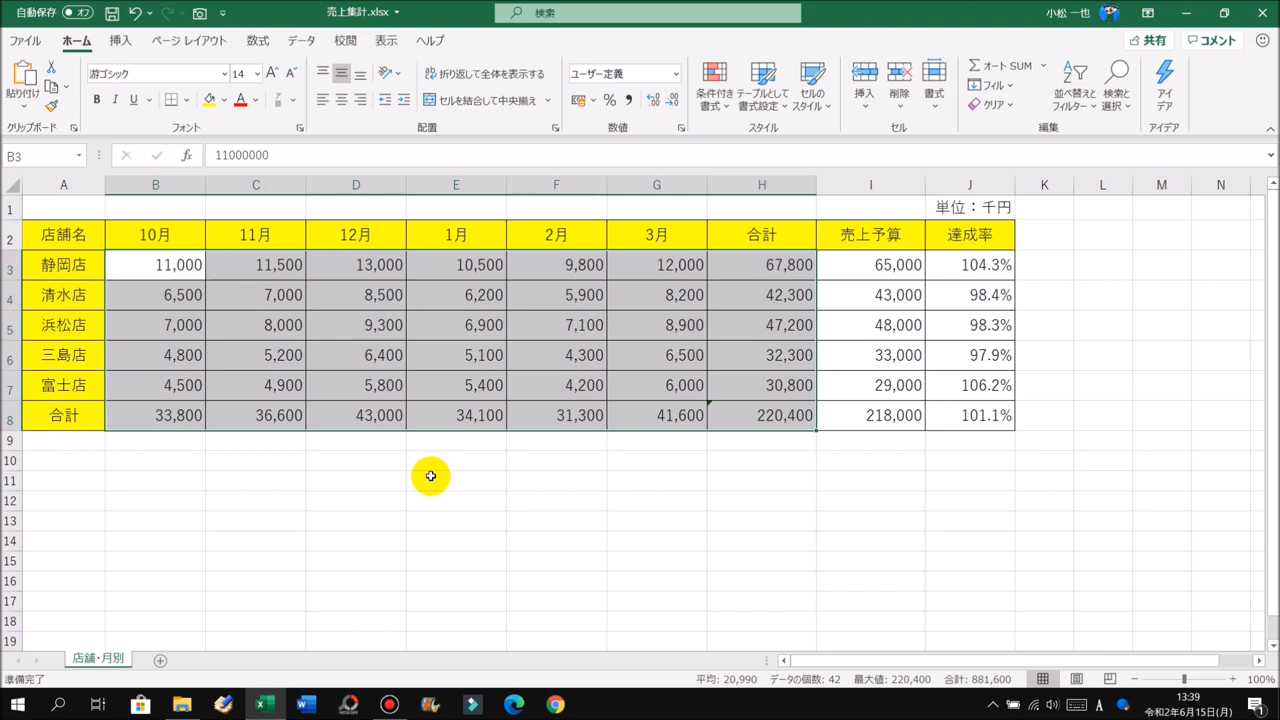 自動保存 オフ 売上集計.xlsx 検索 小松 一也
ファイル ホーム 挿入 ページ レイアウト 数式 データ 校閲 表示 ヘルプ 共有 コメント
貼り付け 游ゴシック 14 折り返して全体を表示する ユーザー定義 条件付き書式 テーブルとして書式設定 セルのスタイル 挿入 削除 書式 オート SUM 並べ替えとフィルター 検索と選択 アイデア
B I U A セルを結合して中央揃え % フィル
クリア
クリップボード フォント 配置 数値 スタイル セル 編集 アイデア
B3 fx 11000000
A B C D E F G H I J K L M N
1 単位：千円
2 店舗名 10月 11月 12月 1月 2月 3月 合計 売上予算 達成率
3 静岡店 11,000 11,500 13,000 10,500 9,800 12,000 67,800 65,000 104.3%
4 清水店 6,500 7,000 8,500 6,200 5,900 8,200 42,300 43,000 98.4%
5 浜松店 7,000 8,000 9,300 6,900 7,100 8,900 47,200 48,000 98.3%
6 三島店 4,800 5,200 6,400 5,100 4,300 6,500 32,300 33,000 97.9%
7 富士店 4,500 4,900 5,800 5,400 4,200 6,000 30,800 29,000 106.2%
8 合計 33,800 36,600 43,000 34,100 31,300 41,600 220,400 218,000 101.1%
9
10
11
12
13
14
15
16
17
18
19
店舗・月別
準備完了 平均: 20,990 データの個数: 42 最大値: 220,400 合計: 881,600 100%
13:39
令和2年6月15日(月)